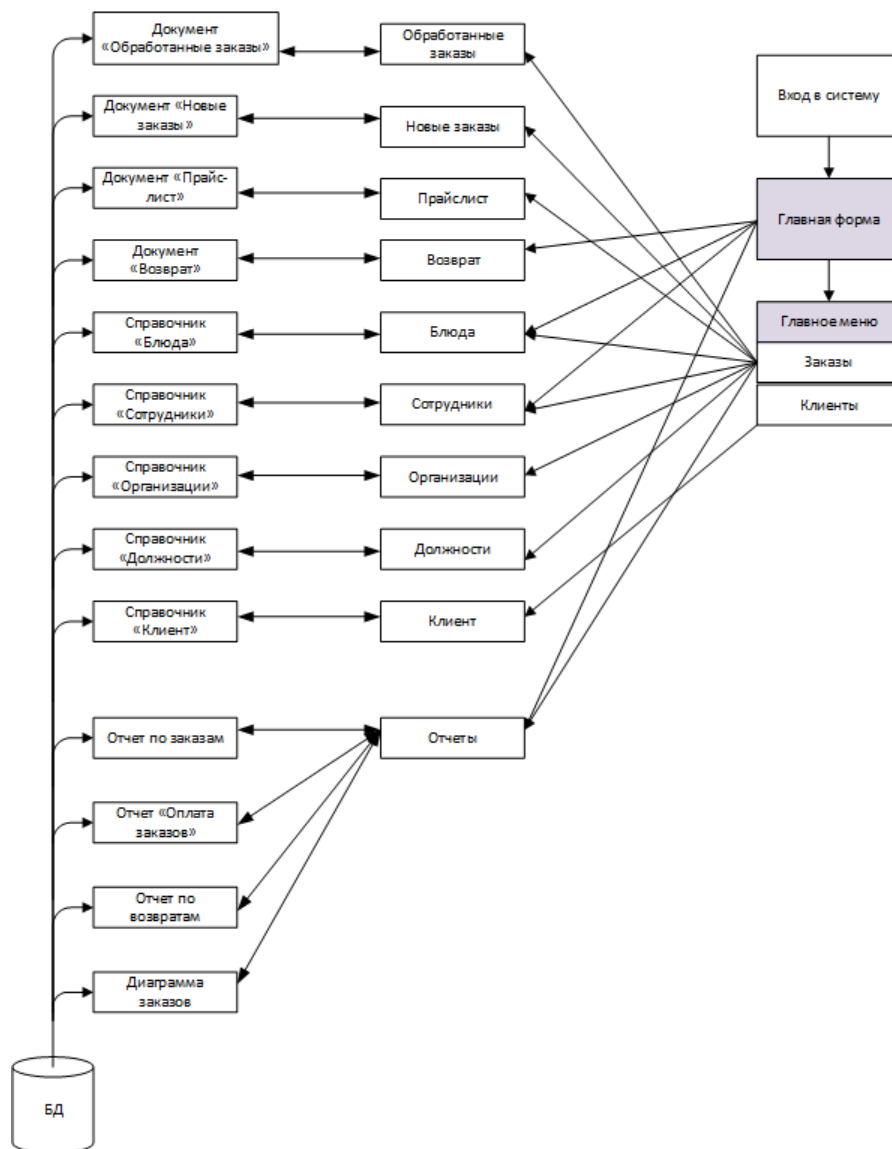 Документ
«Обработанные заказы»
Обработанные
заказы
Вход в систему
Документ «Новые
заказы»
Новые заказы
Документ «Прайс-
лист»
Прайслист
Главная форма
Документ
«Возврат»
Возврат
Справочник
«Блюда»
Блюда
Главное меню
Заказы
Клиенты
Справочник
«Сотрудники»
Сотрудники
Справочник
«Организации»
Организации
Справочник
«Должности»
Должности
Справочник
«Клиент»
Клиент
Отчет по заказам
Отчеты
Отчет «Оплата
заказов»
Отчет по
возвратам
Диаграмма
заказов
БД